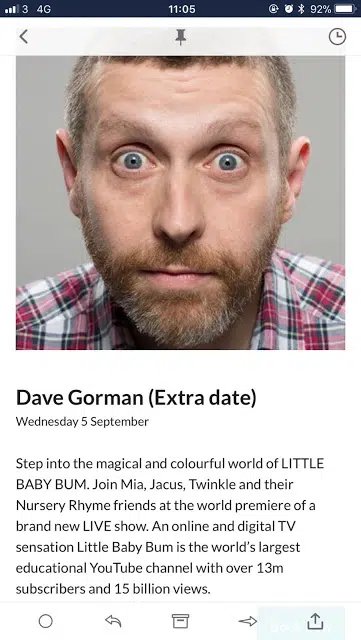 3 4G 11:05 92%
Dave Gorman (Extra date)
Wednesday 5 September
Step into the magical and colourful world of LITTLE
BABY BUM. Join Mia, Jacus, Twinkle and their
Nursery Rhyme friends at the world premiere of a
brand new LIVE show. An online and digital TV
sensation Little Baby Bum is the world's largest
educational YouTube channel with over 13m
subscribers and 15 billion views.